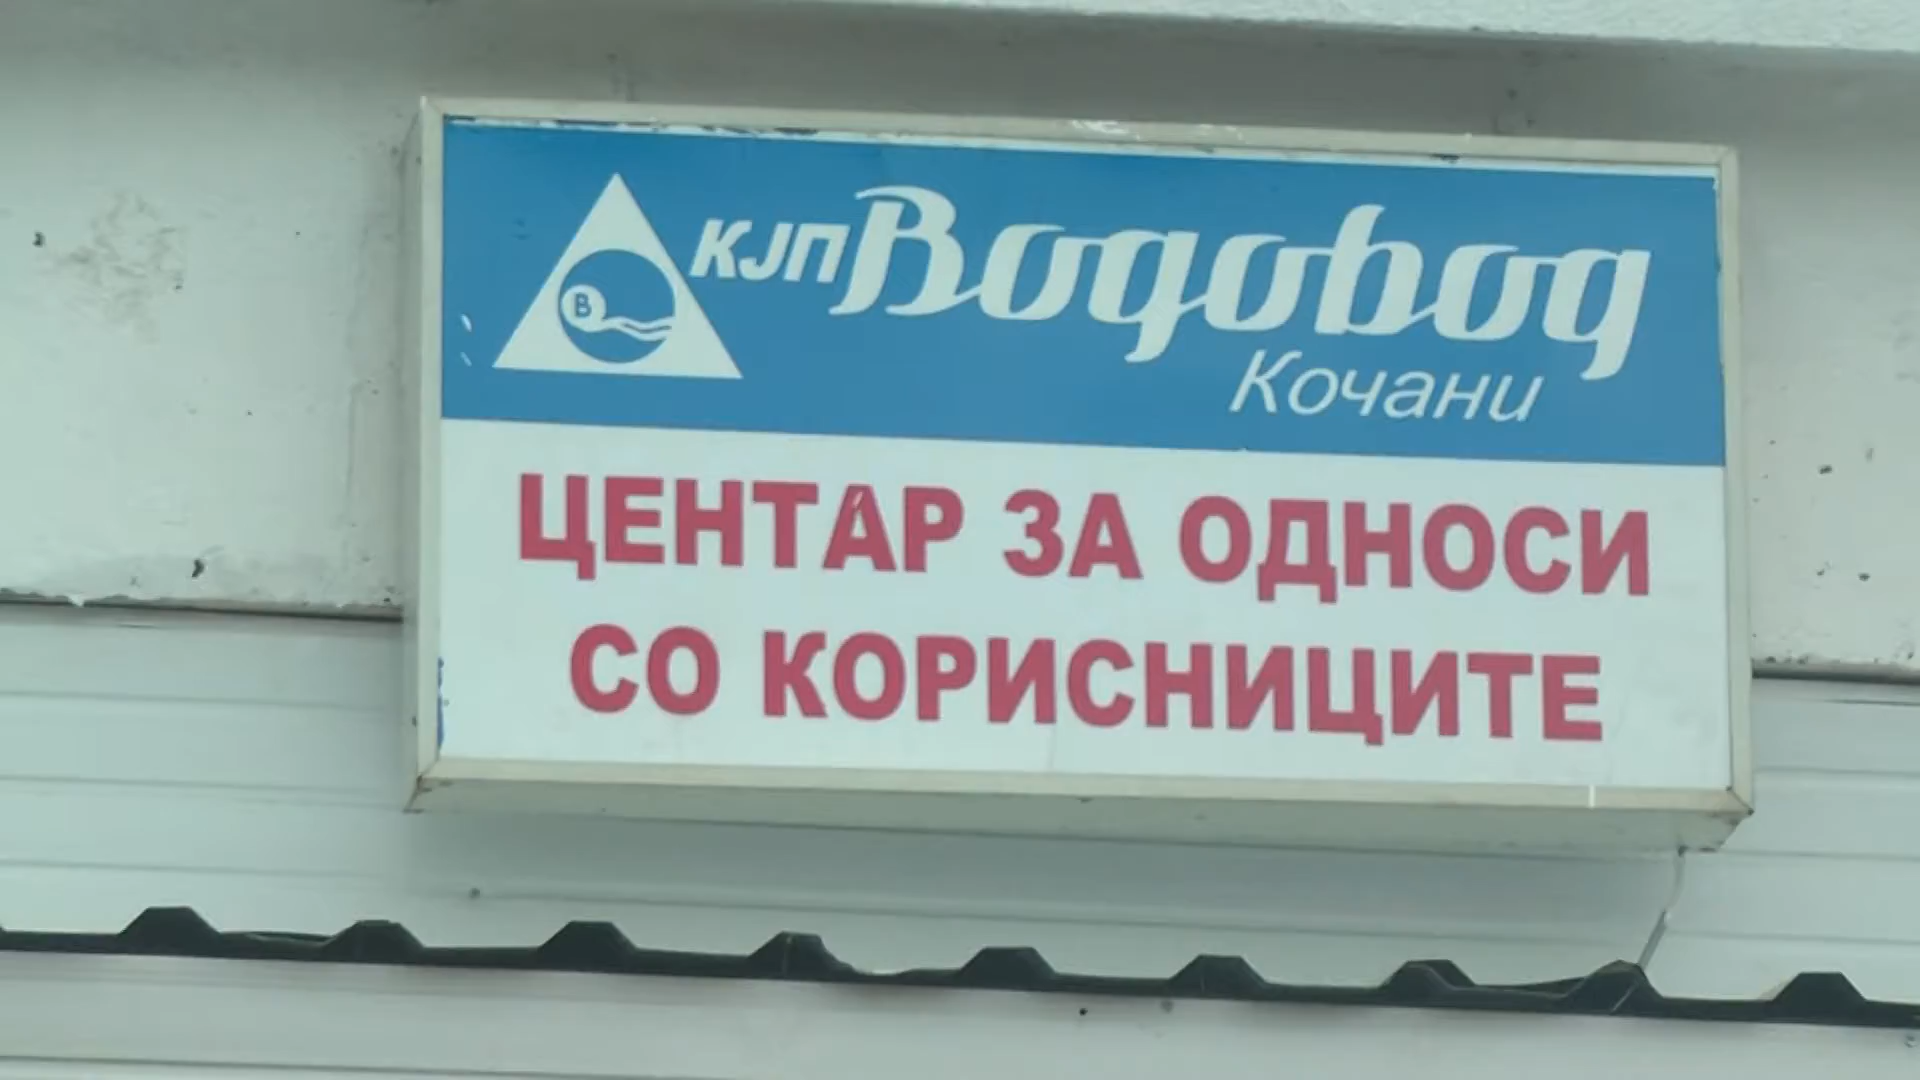 КЈП Водовод
В
Кочани
ЦЕНТАР ЗА ОДНОСИ
СО КОРИСНИЦИТЕ